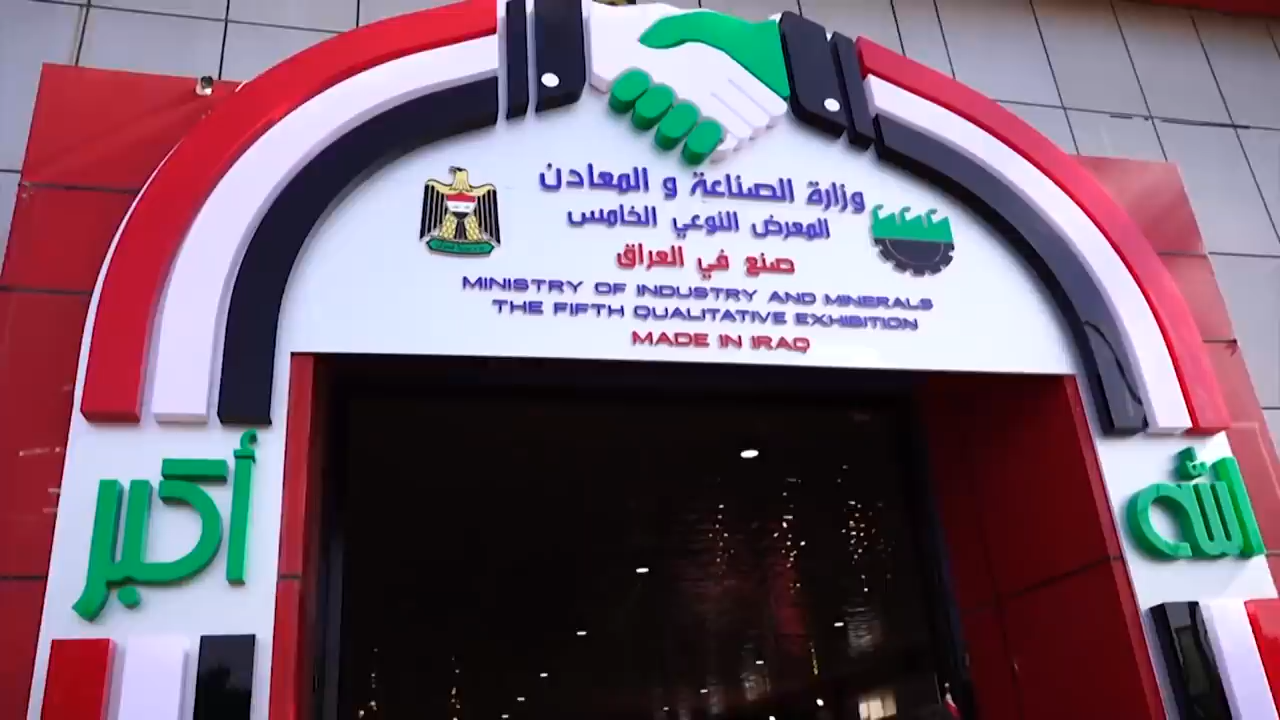 وزارة الصناعة و المعادن
المعرض النوعي الخامس
صنع في العراق
MINISTRY OF INDUSTRY AND MINERALS
THE FIFTH QUALITATIVE EXHIBITION
MADE IN IRAQ
الله
أكبر